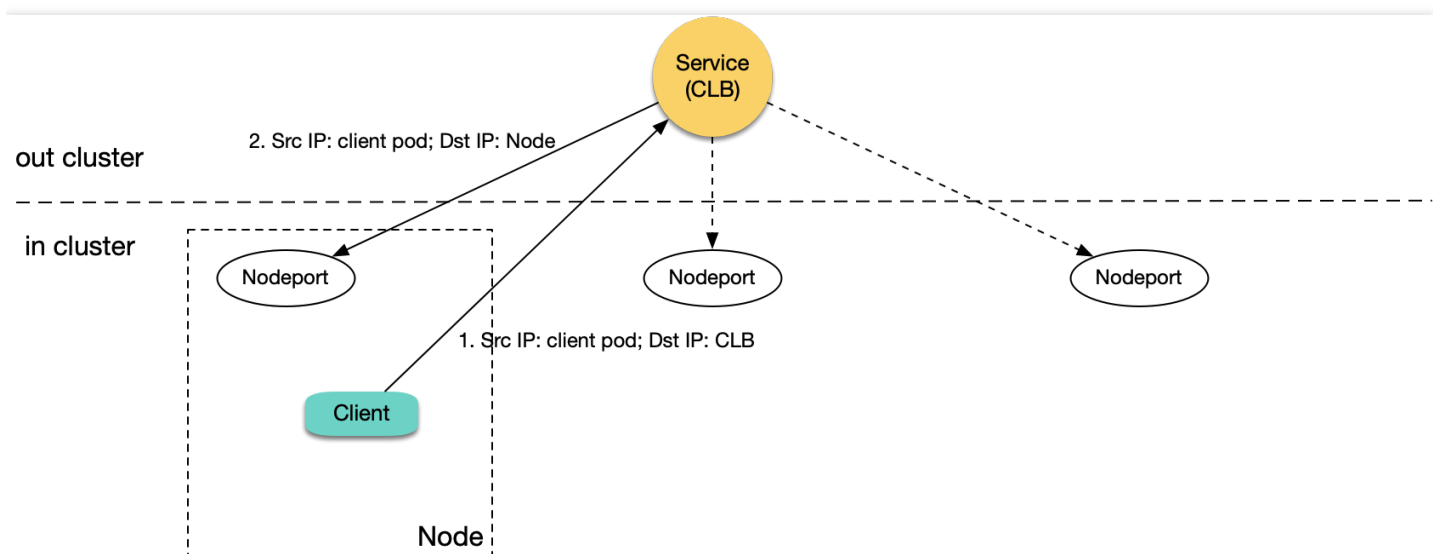 Service
(CLB)
2. Src IP: client pod; Dst IP: Node
out cluster
in cluster
Nodeport
Nodeport
Nodeport
1. Src IP: client pod; Dst IP: CLB
Client
Node